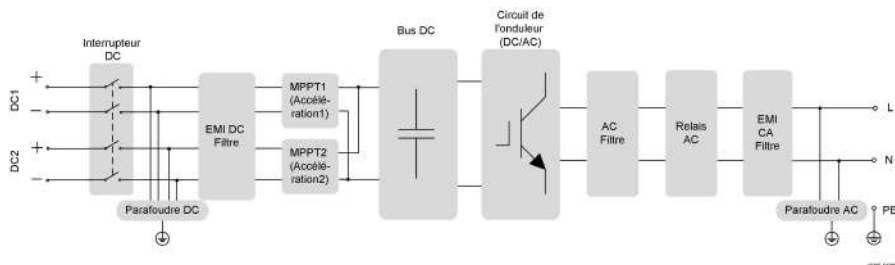 Circuit de
l'onduleur
(DC/AC)
Bus DC
Interrupteur
DC
DC1
+
−
DC2
+
−
EMI DC
Filtre
MPPT1
(Accélé-
ration1)
MPPT2
(Accélé-
ration2)
AC
Filtre
Relais
AC
EMI
CA
Filtre
L
N
PE
Parafoudre DC
Parafoudre AC